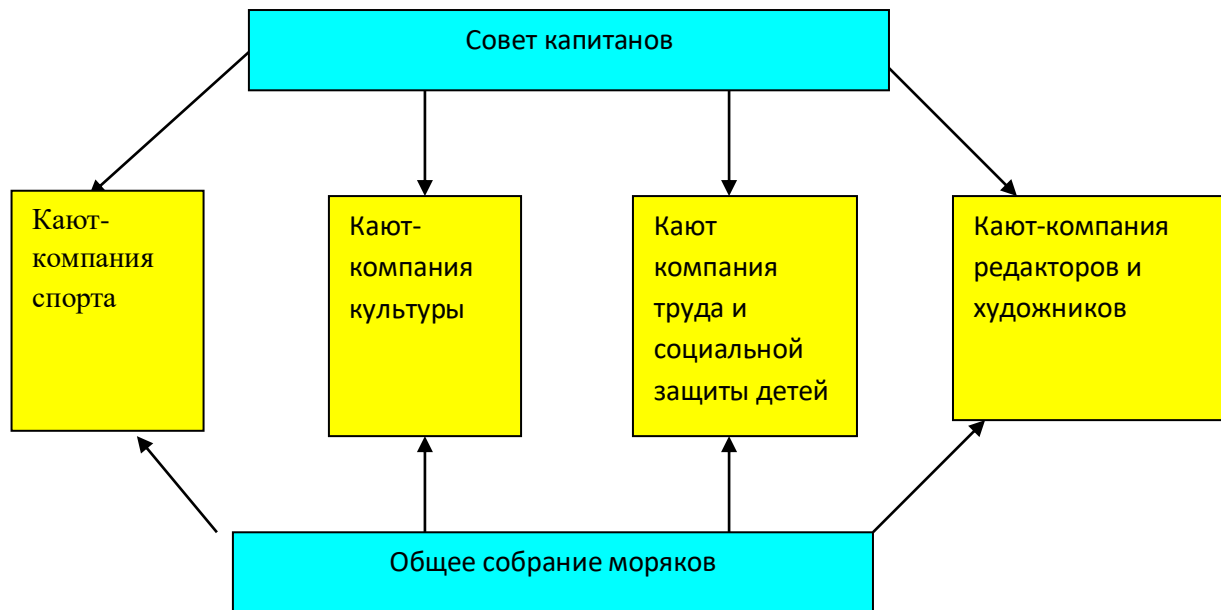 Совет капитанов
Кают-
компания
спорта
Кают-
компания
культуры
Кают
компания
труда и
социальной
защиты детей
Кают-компания
редакторов и
художников
Общее собрание моряков